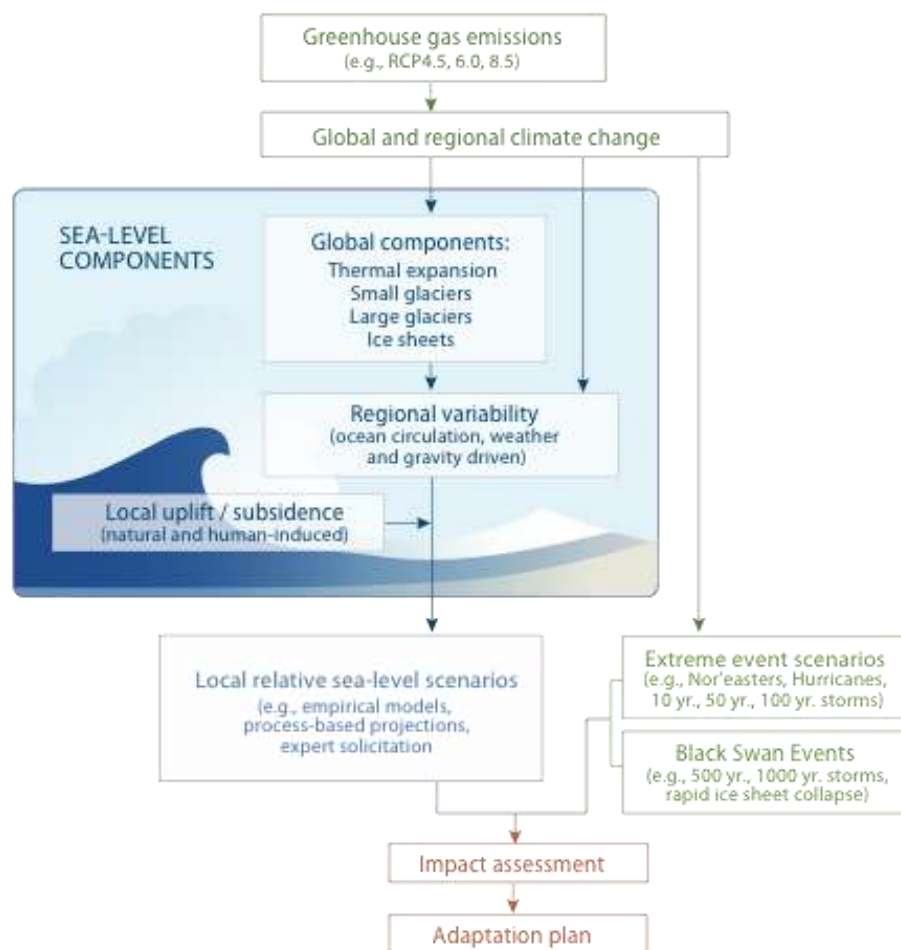 Greenhouse gas emissions
(e.g., RCP4.5, 6.0, 8.5)
Global and regional climate change
SEA-LEVEL
COMPONENTS
Global components:
Thermal expansion
Small glaciers
Large glaciers
Ice sheets
Regional variability
(ocean circulation, weather
and gravity driven)
Local uplift / subsidence
(natural and human-induced)
Local relative sea-level scenarios
(e.g., empirical models,
process-based projections,
expert solicitation
Extreme event scenarios
(e.g., Nor'easters, Hurricanes,
10 yr., 50 yr., 100 yr. storms)
Black Swan Events
(e.g., 500 yr., 1000 yr. storms,
rapid ice sheet collapse)
Impact assessment
Adaptation plan